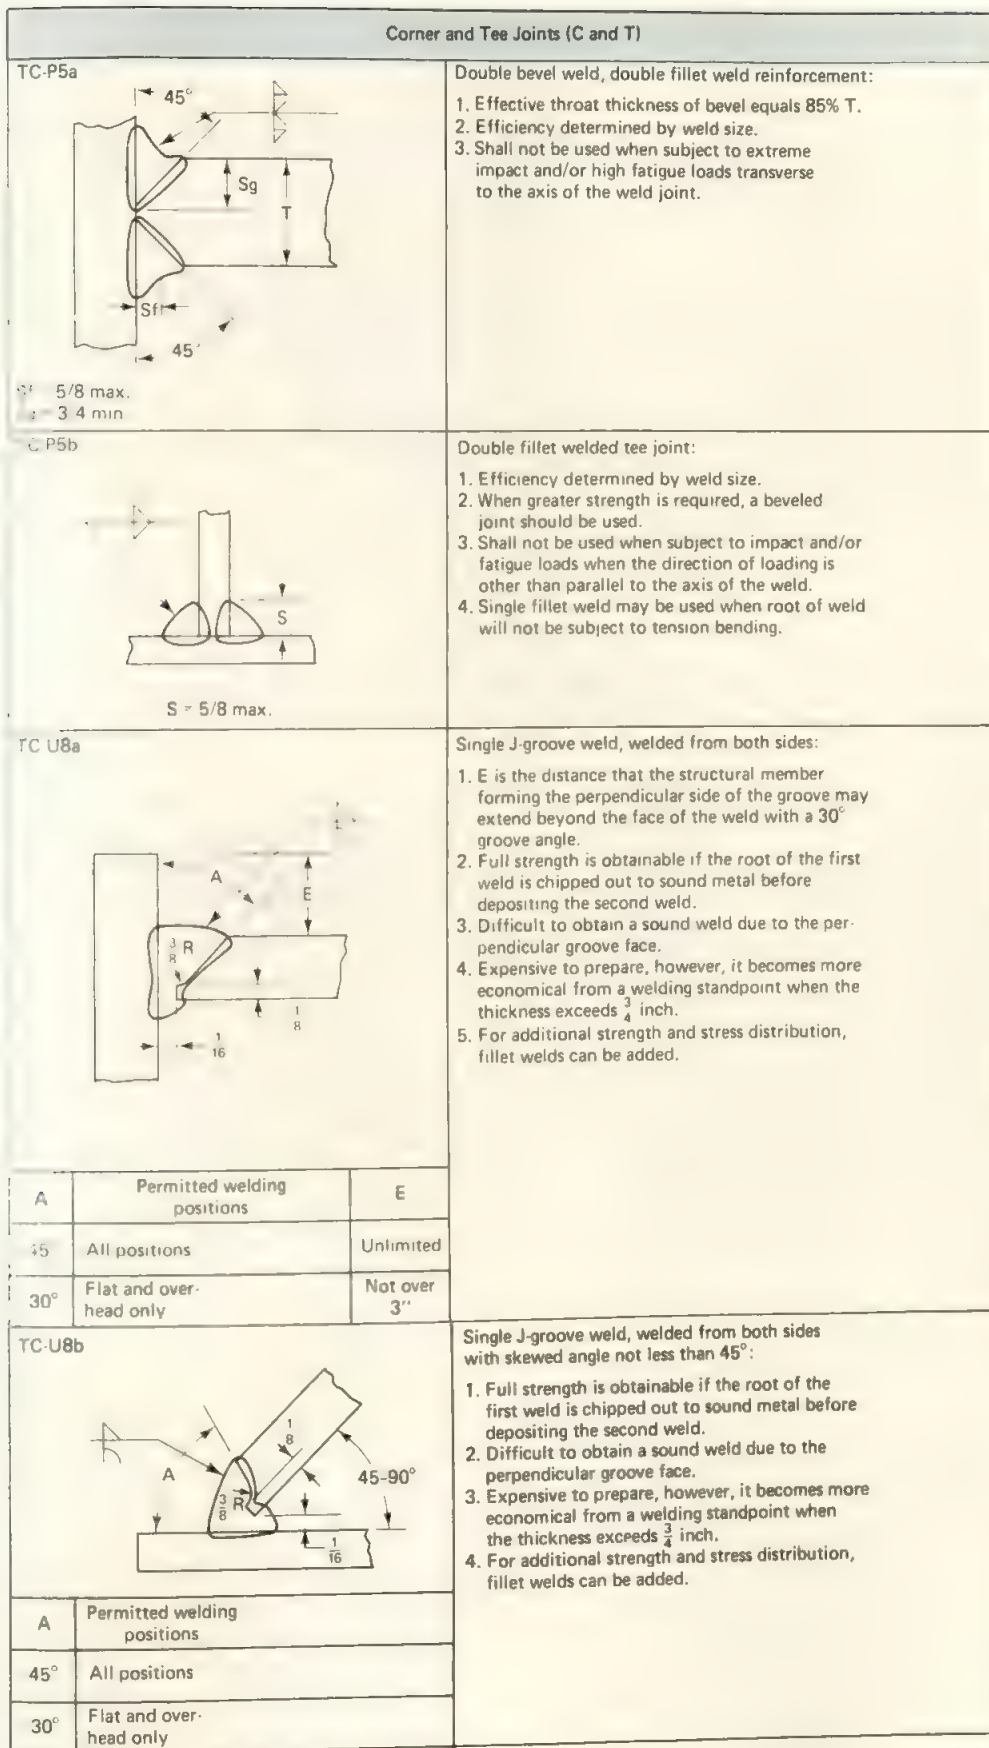 Corner and Tee Joints (C and T)
TC-P5a
45°
Sg
T
Sf
45°
5/8 max.
3 4 min
Double bevel weld, double fillet weld reinforcement:
1. Effective throat thickness of bevel equals 85% T.
2. Efficiency determined by weld size.
3. Shall not be used when subject to extreme
impact and/or high fatigue loads transverse
to the axis of the weld joint.
C P5b
S
S = 5/8 max.
Double fillet welded tee joint:
1. Efficiency determined by weld size.
2. When greater strength is required, a beveled
joint should be used.
3. Shall not be used when subject to impact and/or
fatigue loads when the direction of loading is
other than parallel to the axis of the weld.
4. Single fillet weld may be used when root of weld
will not be subject to tension bending.
TC U8a
A
E
3/8 R
1/8
1/16
Single J-groove weld, welded from both sides:
1. E is the distance that the structural member
forming the perpendicular side of the groove may
extend beyond the face of the weld with a 30°
groove angle.
2. Full strength is obtainable if the root of the first
weld is chipped out to sound metal before
depositing the second weld.
3. Difficult to obtain a sound weld due to the per-
pendicular groove face.
4. Expensive to prepare, however, it becomes more
economical from a welding standpoint when the
thickness exceeds 3/4 inch.
5. For additional strength and stress distribution,
fillet welds can be added.
A Permitted welding positions E
45 All positions Unlimited
30° Flat and over-head only Not over 3"
TC-U8b
A
1/8
3/8 R
45-90°
1/16
Single J-groove weld, welded from both sides
with skewed angle not less than 45°:
1. Full strength is obtainable if the root of the
first weld is chipped out to sound metal before
depositing the second weld.
2. Difficult to obtain a sound weld due to the
perpendicular groove face.
3. Expensive to prepare, however, it becomes more
economical from a welding standpoint when
the thickness exceeds 3/4 inch.
4. For additional strength and stress distribution,
fillet welds can be added.
A Permitted welding positions
45° All positions
30° Flat and over-head only